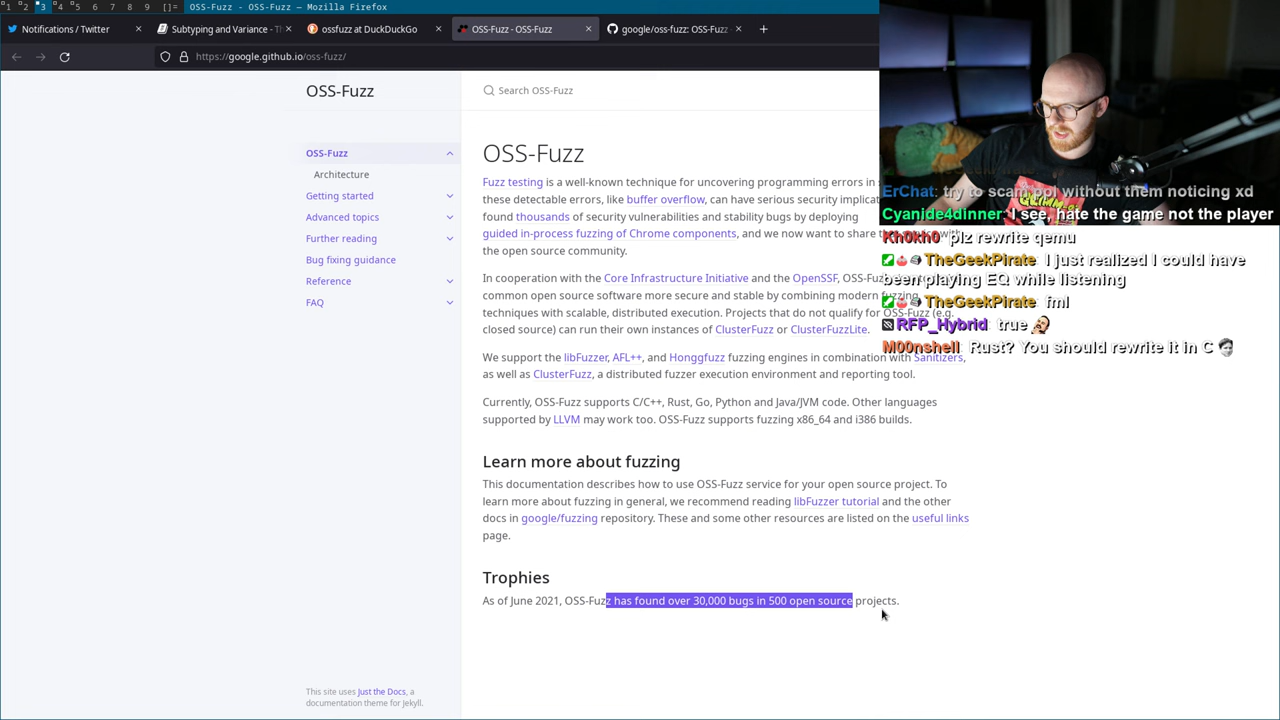 1 2 3 4 5 6 7 8 9 []= OSS-Fuzz - OSS-Fuzz — Mozilla Firefox
Notifications / Twitter
Subtyping and Variance - Th
ossfuzz at DuckDuckGo
OSS-Fuzz - OSS-Fuzz
google/oss-fuzz: OSS-Fuzz
https://google.github.io/oss-fuzz/
OSS-Fuzz
Search OSS-Fuzz
OSS-Fuzz
Architecture
Getting started
Advanced topics
Further reading
Bug fixing guidance
Reference
FAQ
OSS-Fuzz
Fuzz testing is a well-known technique for uncovering programming errors in
these detectable errors, like buffer overflow, can have serious security implicat
found thousands of security vulnerabilities and stability bugs by deploying
guided in-process fuzzing of Chrome components, and we now want to share that service with
the open source community.
In cooperation with the Core Infrastructure Initiative and the OpenSSF, OSS-Fuzz
common open source software more secure and stable by combining modern fuzzing
techniques with scalable, distributed execution. Projects that do not qualify for OSS-Fuzz (e.g.
closed source) can run their own instances of ClusterFuzz or ClusterFuzzLite.
We support the libFuzzer, AFL++, and Honggfuzz fuzzing engines in combination with Sanitizers,
as well as ClusterFuzz, a distributed fuzzer execution environment and reporting tool.
Currently, OSS-Fuzz supports C/C++, Rust, Go, Python and Java/JVM code. Other languages
supported by LLVM may work too. OSS-Fuzz supports fuzzing x86_64 and i386 builds.
Learn more about fuzzing
This documentation describes how to use OSS-Fuzz service for your open source project. To
learn more about fuzzing in general, we recommend reading libFuzzer tutorial and the other
docs in google/fuzzing repository. These and some other resources are listed on the useful links
page.
Trophies
As of June 2021, OSS-Fuzz has found over 30,000 bugs in 500 open source projects.
This site uses Just the Docs, a
documentation theme for Jekyll.
ErChat: try to scam bol without them noticing xd
Cyanide4dinner: I see, hate the game not the player
Kh0kh0 plz rewrite qemu
TheGeekPirate I just realized I could have
been playing EQ while listening
TheGeekPirate fml
RFP_Hybrid true
M00nshell Rust? You should rewrite it in C